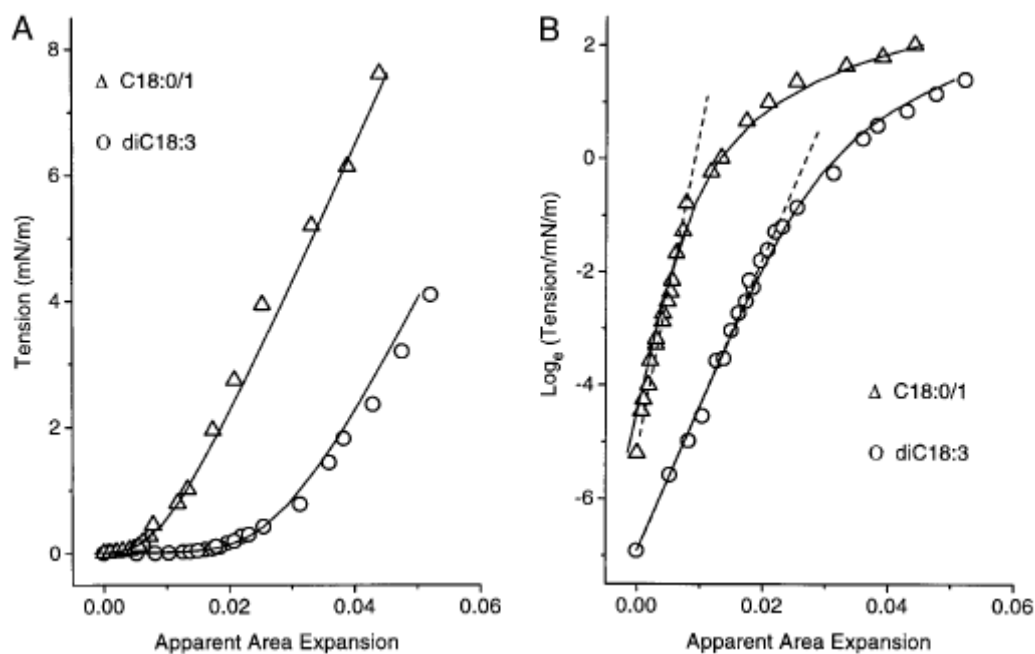 A
B
Tension (mN/m)
8
6
4
2
0
Δ C18:0/1
O diC18:3
0.00 0.02 0.04 0.06
Apparent Area Expansion
Logₑ (Tension/mN/m)
2
0
-2
-4
-6
Δ C18:0/1
O diC18:3
0.00 0.02 0.04 0.06
Apparent Area Expansion